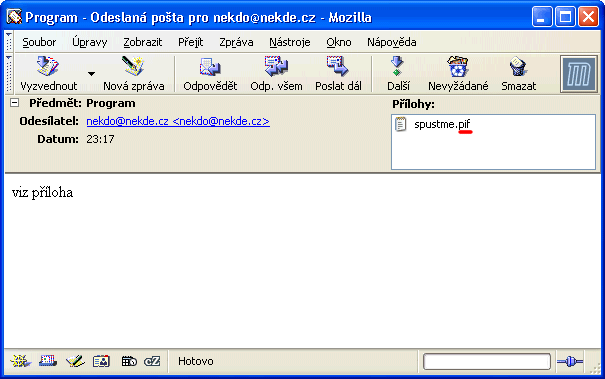 Program - Odeslaná pošta pro nekdo@nekde.cz - Mozilla
Soubor Úpravy Zobrazit Přejít Zpráva Nástroje Okno Nápověda
Vyzvednout Nová zpráva Odpovědět Odp. všem Poslat dál Další Nevyžádané Smazat
Předmět: Program
Odesílatel: nekdo@nekde.cz <nekdo@nekde.cz>
Datum: 23:17
Přílohy:
spustme.pif
viz příloha
cZ Hotovo